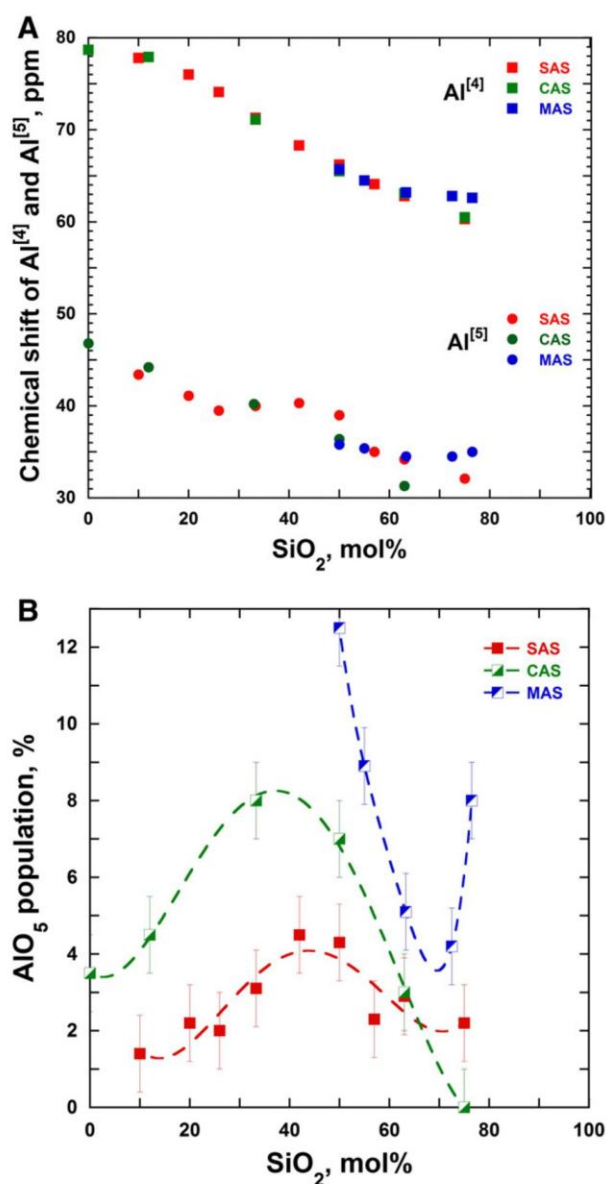 A
Chemical shift of Al[4] and Al[5], ppm
80
70
60
50
40
30
Al[4]
SAS
CAS
MAS
Al[5]
SAS
CAS
MAS
0 20 40 60 80 100
SiO2, mol%
B
AlO5 population, %
12
10
8
6
4
2
0
SAS
CAS
MAS
0 20 40 60 80 100
SiO2, mol%